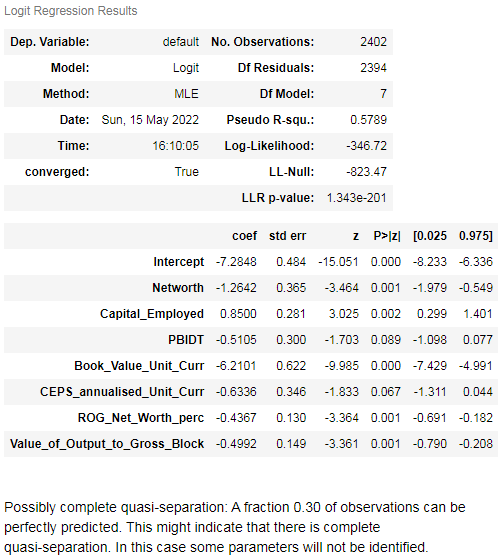 Logit Regression Results
Dep. Variable: default No. Observations: 2402
Model: Logit Df Residuals: 2394
Method: MLE Df Model: 7
Date: Sun, 15 May 2022 Pseudo R-squ.: 0.5789
Time: 16:10:05 Log-Likelihood: -346.72
converged: True LL-Null: -823.47
LLR p-value: 1.343e-201
coef std err z P>|z| [0.025 0.975]
Intercept -7.2848 0.484 -15.051 0.000 -8.233 -6.336
Networth -1.2642 0.365 -3.464 0.001 -1.979 -0.549
Capital_Employed 0.8500 0.281 3.025 0.002 0.299 1.401
PBIDT -0.5105 0.300 -1.703 0.089 -1.098 0.077
Book_Value_Unit_Curr -6.2101 0.622 -9.985 0.000 -7.429 -4.991
CEPS_annualised_Unit_Curr -0.6336 0.346 -1.833 0.067 -1.311 0.044
ROG_Net_Worth_perc -0.4367 0.130 -3.364 0.001 -0.691 -0.182
Value_of_Output_to_Gross_Block -0.4992 0.149 -3.361 0.001 -0.790 -0.208
Possibly complete quasi-separation: A fraction 0.30 of observations can be
perfectly predicted. This might indicate that there is complete
quasi-separation. In this case some parameters will not be identified.